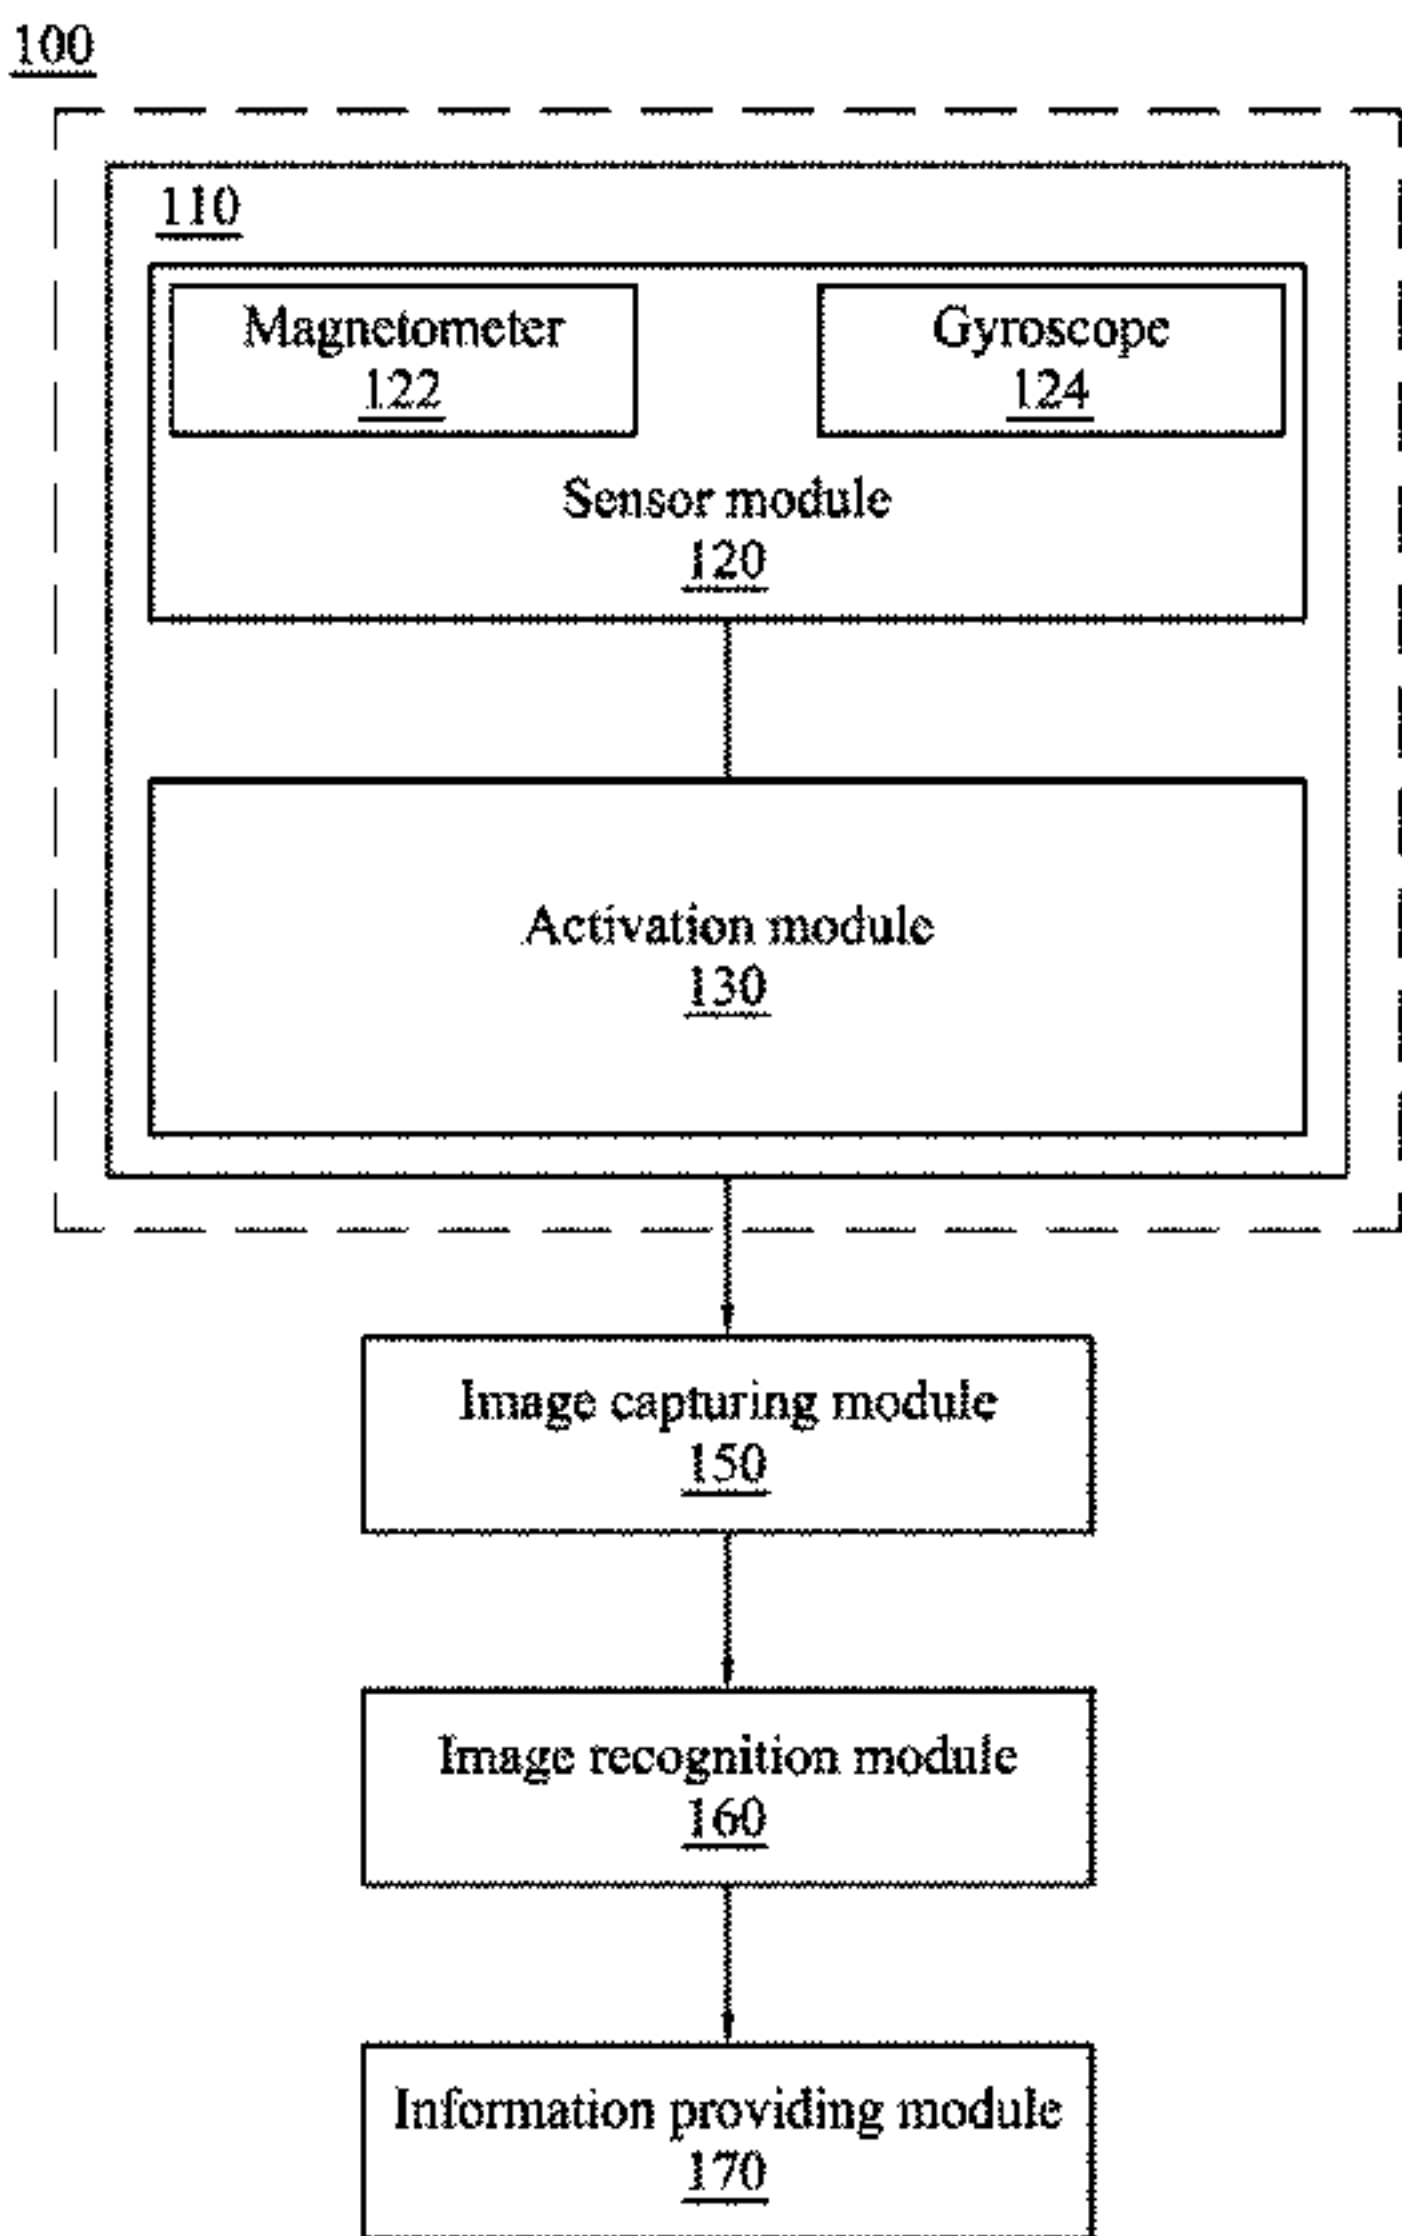 100
110
Magnetometer
122
Gyroscope
124
Sensor module
120
Activation module
130
Image capturing module
150
Image recognition module
160
Information providing module
170